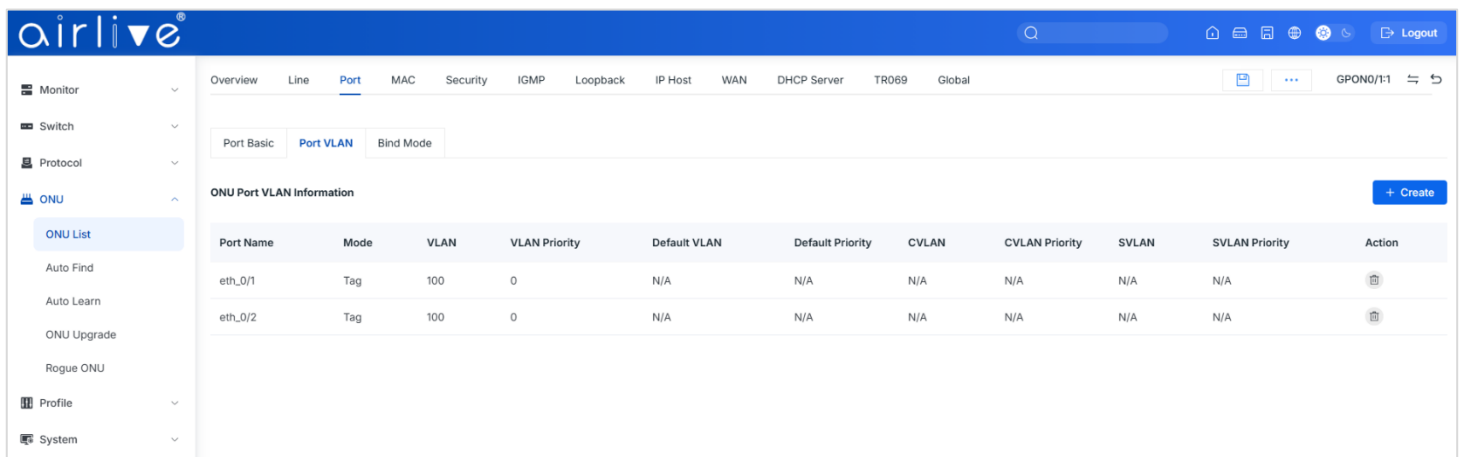 airlive®
Logout
Monitor
Switch
Protocol
ONU
ONU List
Auto Find
Auto Learn
ONU Upgrade
Rogue ONU
Profile
System
Overview Line Port MAC Security IGMP Loopback IP Host WAN DHCP Server TR069 Global ... GPON0/1:1
Port Basic Port VLAN Bind Mode
ONU Port VLAN Information + Create
Port Name Mode VLAN VLAN Priority Default VLAN Default Priority CVLAN CVLAN Priority SVLAN SVLAN Priority Action
eth_0/1 Tag 100 0 N/A N/A N/A N/A N/A N/A
eth_0/2 Tag 100 0 N/A N/A N/A N/A N/A N/A